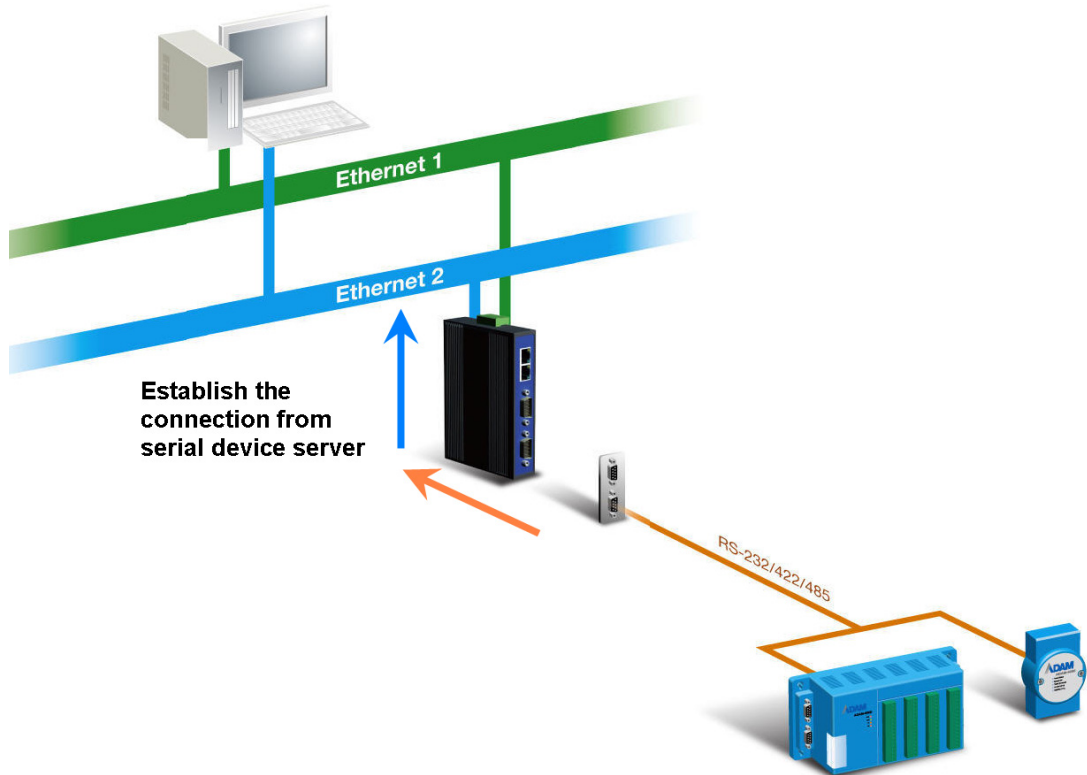 Ethernet 1
Ethernet 2
Establish the
connection from
serial device server
RS-232/422/485
ADAM
ADAM